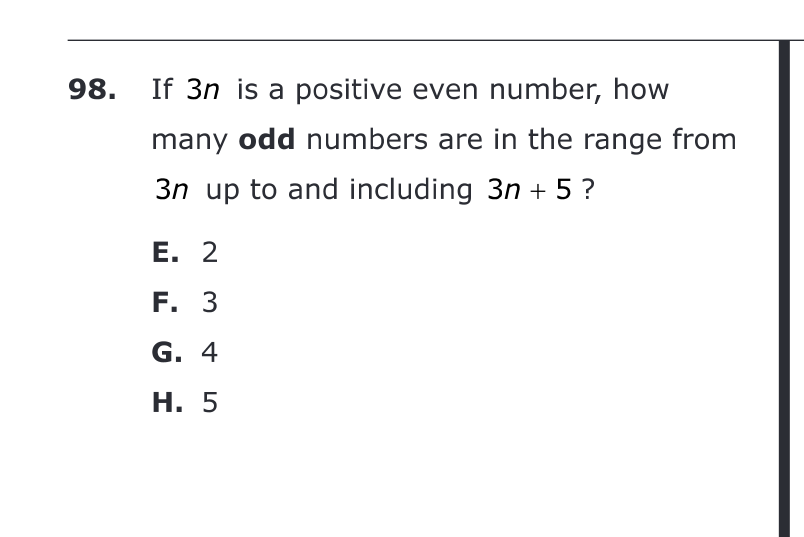 98. If 3n is a positive even number, how
many odd numbers are in the range from
3n up to and including 3n + 5 ?
E. 2
F. 3
G. 4
H. 5